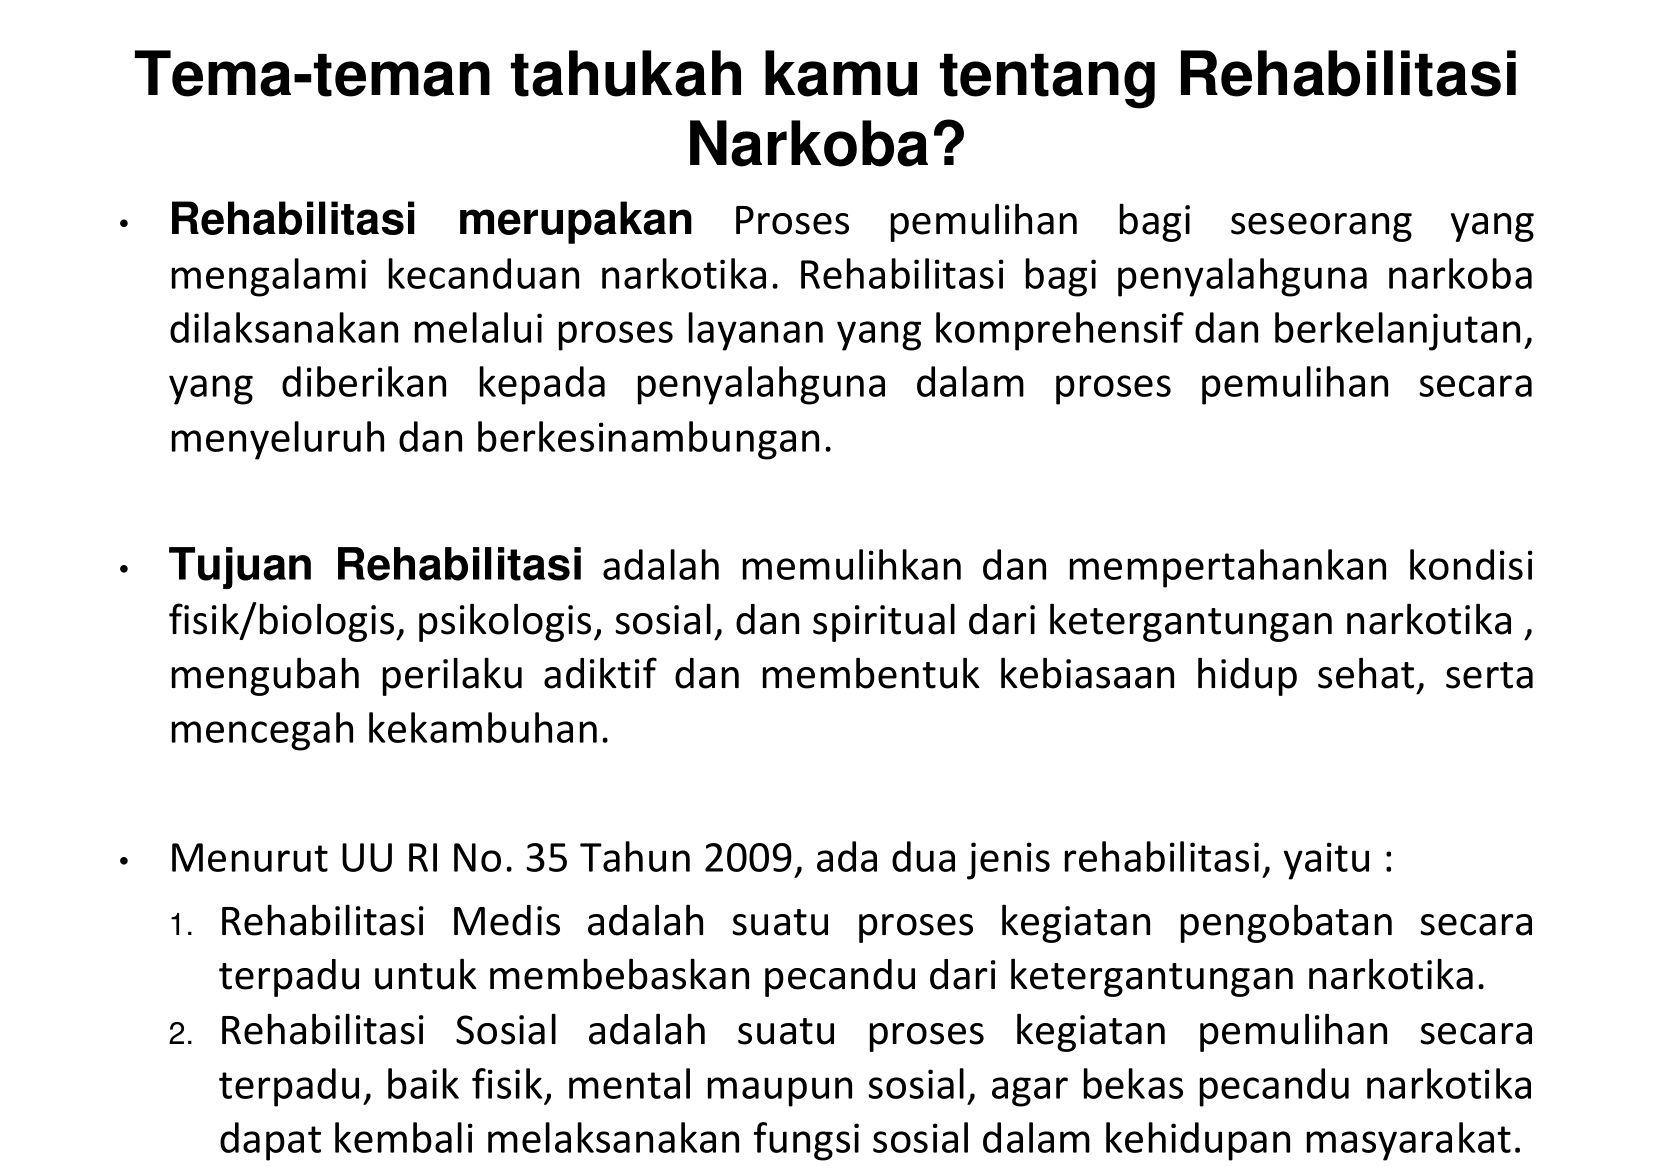 Tema-teman tahukah kamu tentang Rehabilitasi
Narkoba?
• Rehabilitasi merupakan Proses pemulihan bagi seseorang yang
mengalami kecanduan narkotika. Rehabilitasi bagi penyalahguna narkoba
dilaksanakan melalui proses layanan yang komprehensif dan berkelanjutan,
yang diberikan kepada penyalahguna dalam proses pemulihan secara
menyeluruh dan berkesinambungan.
• Tujuan Rehabilitasi adalah memulihkan dan mempertahankan kondisi
fisik/biologis, psikologis, sosial, dan spiritual dari ketergantungan narkotika ,
mengubah perilaku adiktif dan membentuk kebiasaan hidup sehat, serta
mencegah kekambuhan.
• Menurut UU RI No. 35 Tahun 2009, ada dua jenis rehabilitasi, yaitu :
1. Rehabilitasi Medis adalah suatu proses kegiatan pengobatan secara
terpadu untuk membebaskan pecandu dari ketergantungan narkotika.
2. Rehabilitasi Sosial adalah suatu proses kegiatan pemulihan secara
terpadu, baik fisik, mental maupun sosial, agar bekas pecandu narkotika
dapat kembali melaksanakan fungsi sosial dalam kehidupan masyarakat.